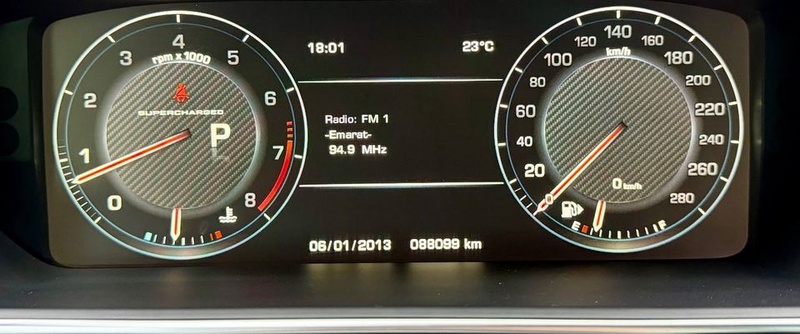 18:01 23°C
Radio: FM 1
-Emarat-
94.9 MHz
06/01/2013 088099 km
0 1 2 3 4 5 6 7 8
rpm x 1000
SUPERCHARGED
P
0 20 40 60 80 100 120 140 160 180 200 220 240 260 280
km/h
0 km/h
E F